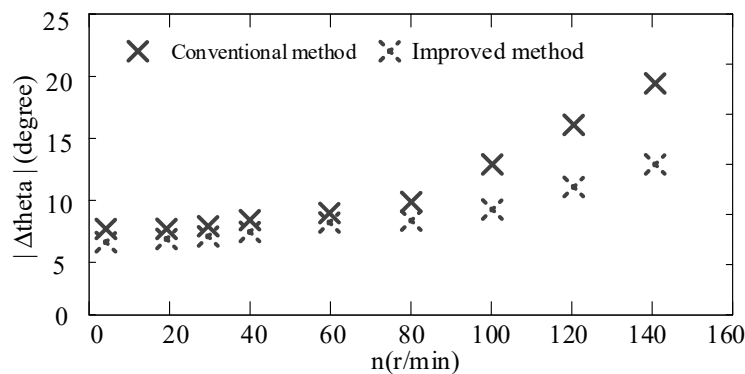 25
Conventional method Improved method
20
15
10
5
0
| Δtheta | (degree)
0 20 40 60 80 100 120 140 160
n(r/min)